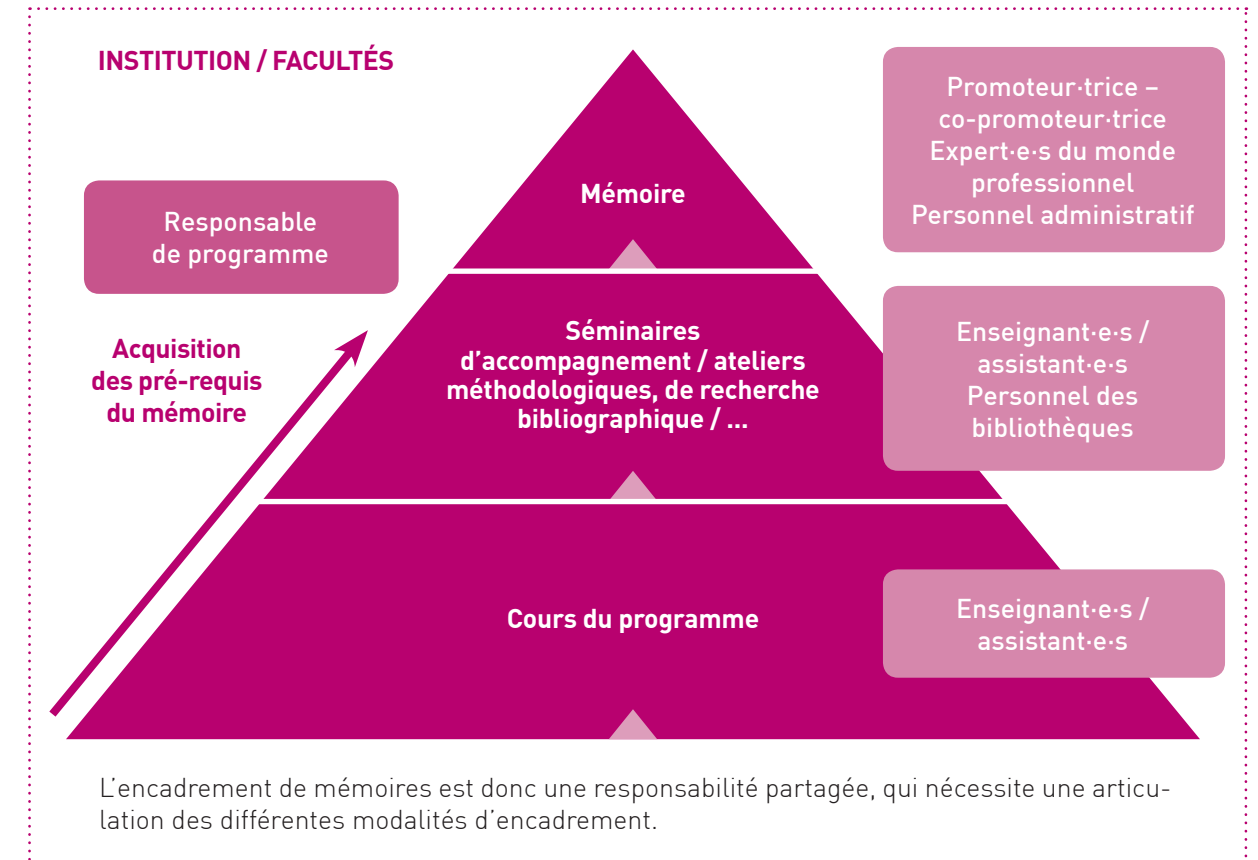 INSTITUTION / FACULTÉS
Promoteur·trice –
co-promoteur·trice
Expert·e·s du monde
professionnel
Personnel administratif
Mémoire
Responsable
de programme
Séminaires
d’accompagnement / ateliers
méthodologiques, de recherche
bibliographique / ...
Enseignant·e·s /
assistant·e·s
Personnel des
bibliothèques
Acquisition
des pré-requis
du mémoire
Cours du programme
Enseignant·e·s /
assistant·e·s
L’encadrement de mémoires est donc une responsabilité partagée, qui nécessite une articu-
lation des différentes modalités d’encadrement.